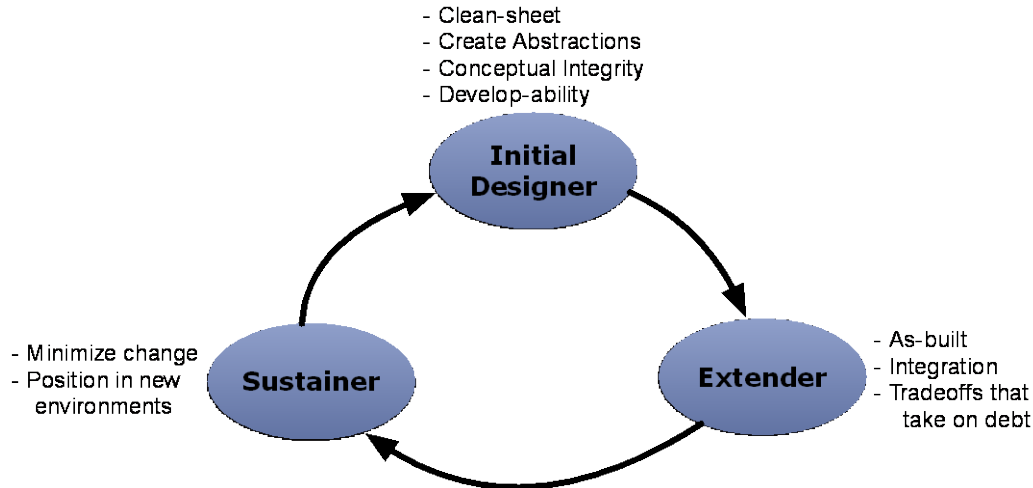 - Clean-sheet
- Create Abstractions
- Conceptual Integrity
- Develop-ability
Initial
Designer
- Minimize change
- Position in new
environments
Sustainer
Extender
- As-built
- Integration
- Tradeoffs that
take on debt